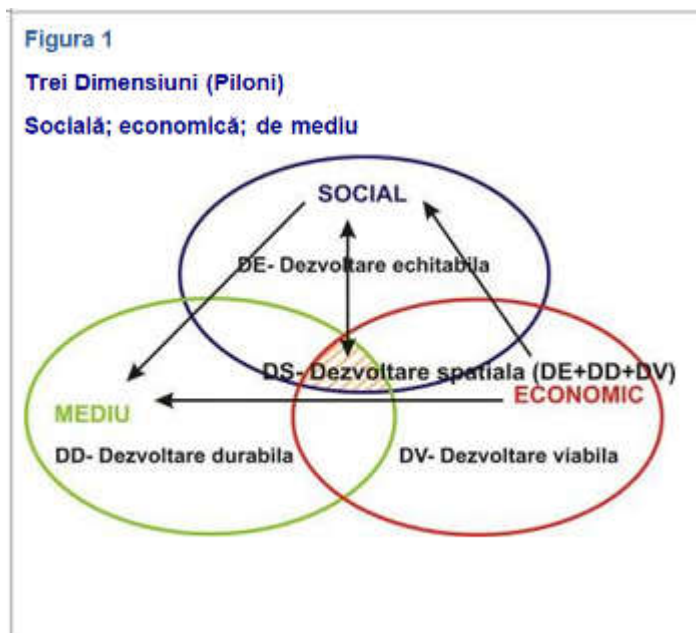 Figura 1
Trei Dimensiuni (Piloni)
Socială; economică; de mediu
SOCIAL
DE- Dezvoltare echitabila
DS- Dezvoltare spatiala (DE+DD+DV)
ECONOMIC
MEDIU
DD- Dezvoltare durabila
DV- Dezvoltare viabila